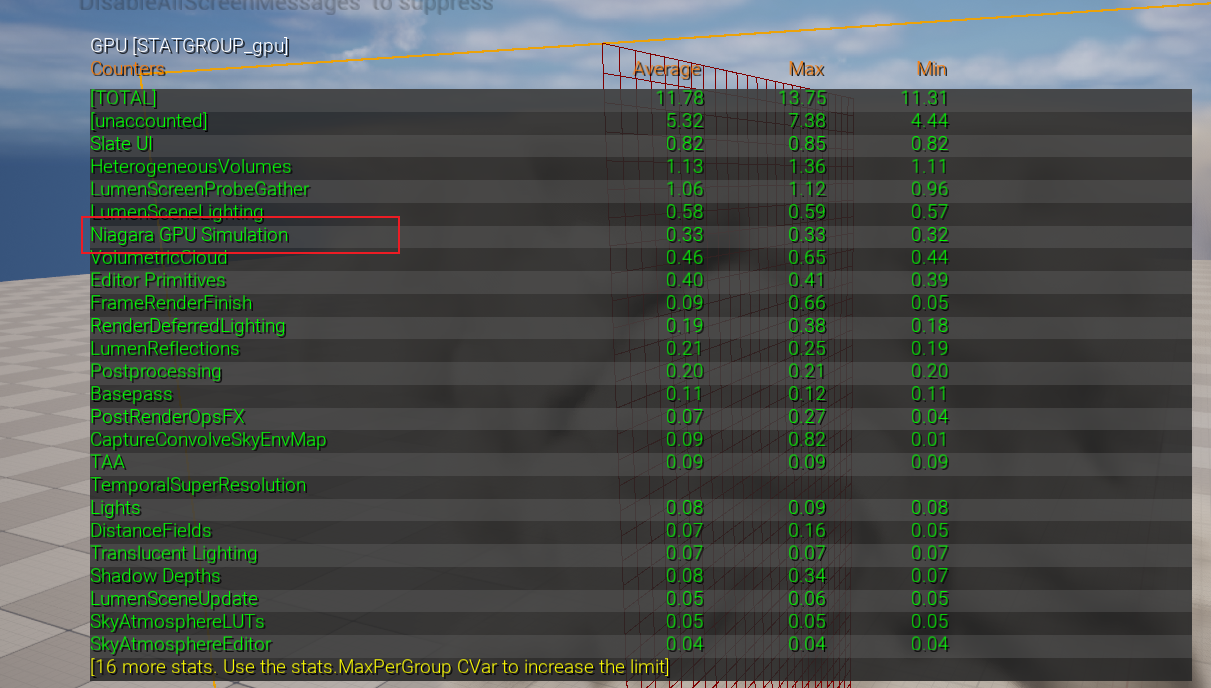 DisableAllScreenMessages' to suppress
GPU [STATGROUP_gpu]
Counters Average Max Min
[TOTAL] 11.78 13.75 11.31
[unaccounted] 5.32 7.38 4.44
Slate UI 0.82 0.85 0.82
HeterogeneousVolumes 1.13 1.36 1.11
LumenScreenProbeGather 1.06 1.12 0.96
LumenSceneLighting 0.58 0.59 0.57
Niagara GPU Simulation 0.33 0.33 0.32
VolumetricCloud 0.46 0.65 0.44
Editor Primitives 0.40 0.41 0.39
FrameRenderFinish 0.09 0.66 0.05
RenderDeferredLighting 0.19 0.38 0.18
LumenReflections 0.21 0.25 0.19
Postprocessing 0.20 0.21 0.20
Basepass 0.11 0.12 0.11
PostRenderOpsFX 0.07 0.27 0.04
CaptureConvolveSkyEnvMap 0.09 0.82 0.01
TAA 0.09 0.09 0.09
TemporalSuperResolution
Lights 0.08 0.09 0.08
DistanceFields 0.07 0.16 0.05
Translucent Lighting 0.07 0.07 0.07
Shadow Depths 0.08 0.34 0.07
LumenSceneUpdate 0.05 0.06 0.05
SkyAtmosphereLUTs 0.05 0.05 0.05
SkyAtmosphereEditor 0.04 0.04 0.04
[16 more stats. Use the stats.MaxPerGroup CVar to increase the limit]